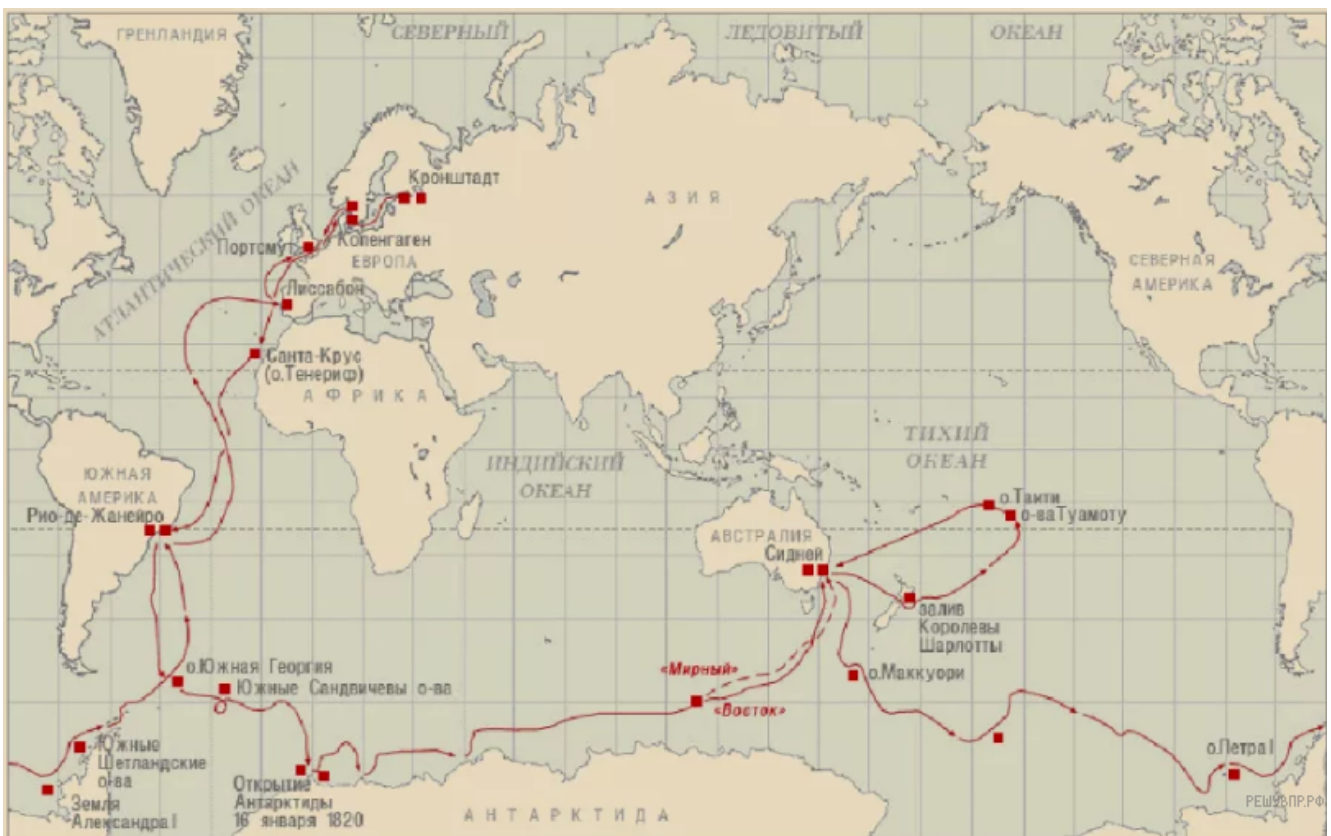 ГРЕНЛАНДИЯ
СЕВЕРНЫЙ
ЛЕДОВИТЫЙ
ОКЕАН
Кронштадт
АЗИЯ
АТЛАНТИЧЕСКИЙ ОКЕАН
Портсмут
Копенгаген
ЕВРОПА
СЕВЕРНАЯ
АМЕРИКА
Лиссабон
Санта-Крус
(о.Тенериф)
АФРИКА
ТИХИЙ
ОКЕАН
ИНДИЙСКИЙ
ОКЕАН
ЮЖНАЯ
АМЕРИКА
Рио-де-Жанейро
о.Таити
о-ва Туамоту
АВСТРАЛИЯ
Сидней
залив
Королевы
Шарлотты
о.Южная Георгия
Южные Сандвичевы о-ва
«Мирный»
«Восток»
о.Маккуори
Южные
Шетландские
о-ва
Земля
Александра I
Открытие
Антарктиды
16 января 1820
АНТАРКТИДА
о.Петра I
РЕШУВПР.РФ